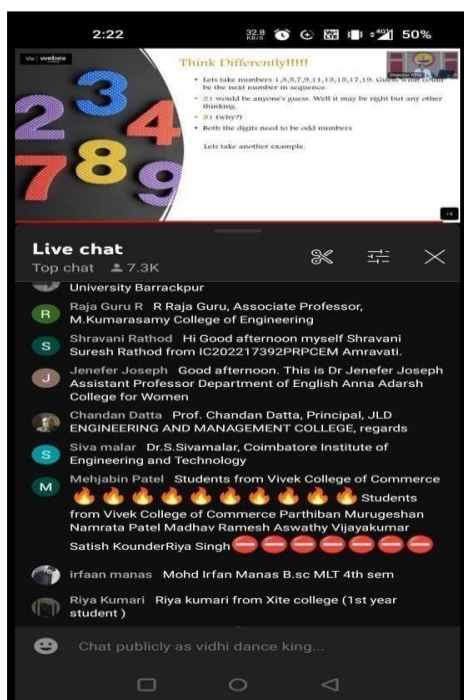 2:22
32.8
KB/S
4G
50%
Via | webex
Think Differently!!!!!
• Lets take numbers 1,3,5,7,9,11,13,15,17,19. Guess what could
be the next number in sequence.
• 21 would be anyone's guess. Well it may be right but any other
thinking.
• 31 (why?)
• Both the digits need to be odd numbers
Lets take another example.
2
3
4
7
8
9
Live chat
Top chat 7.3K
University Barrackpur
R
Raja Guru R R Raja Guru, Associate Professor,
M.Kumarasamy College of Engineering
S
Shravani Rathod Hi Good afternoon myself Shravani
Suresh Rathod from IC202217392PRPCEM Amravati.
J
Jenefer Joseph Good afternoon. This is Dr Jenefer Joseph
Assistant Professor Department of English Anna Adarsh
College for Women
Chandan Datta Prof. Chandan Datta, Principal, JLD
ENGINEERING AND MANAGEMENT COLLEGE, regards
S
Siva malar Dr.S.Sivamalar, Coimbatore Institute of
Engineering and Technology
M
Mehjabin Patel Students from Vivek College of Commerce
🔥🔥🔥🔥🔥🔥🔥🔥🔥🔥 Students
from Vivek College of Commerce Parthiban Murugeshan
Namrata Patel Madhav Ramesh Aswathy Vijayakumar
Satish KounderRiya Singh⛔⛔⛔⛔⛔⛔⛔
irfaan manas Mohd Irfan Manas B.sc MLT 4th sem
Riya Kumari Riya kumari from Xite college (1st year
student )
Chat publicly as vidhi dance king...